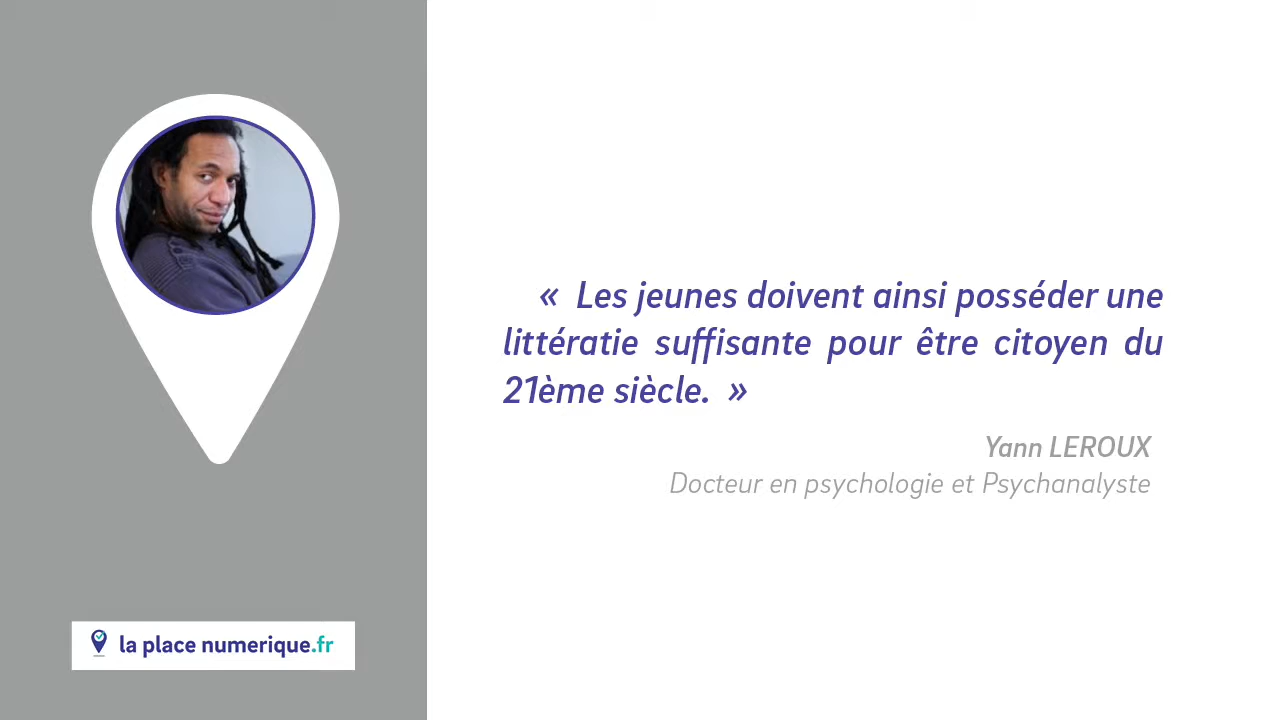 «  Les jeunes doivent ainsi posséder une
littératie suffisante pour être citoyen du
21ème siècle.  »
Yann LEROUX
Docteur en psychologie et Psychanalyste
la place numerique.fr